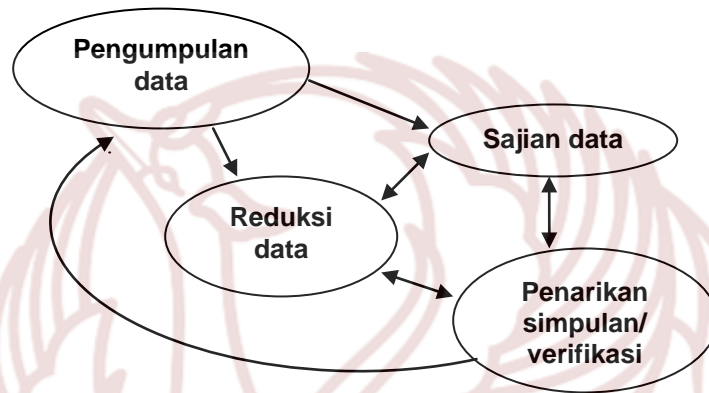 Pengumpulan
data
Sajian data
Reduksi
data
Penarikan
simpulan/
verifikasi